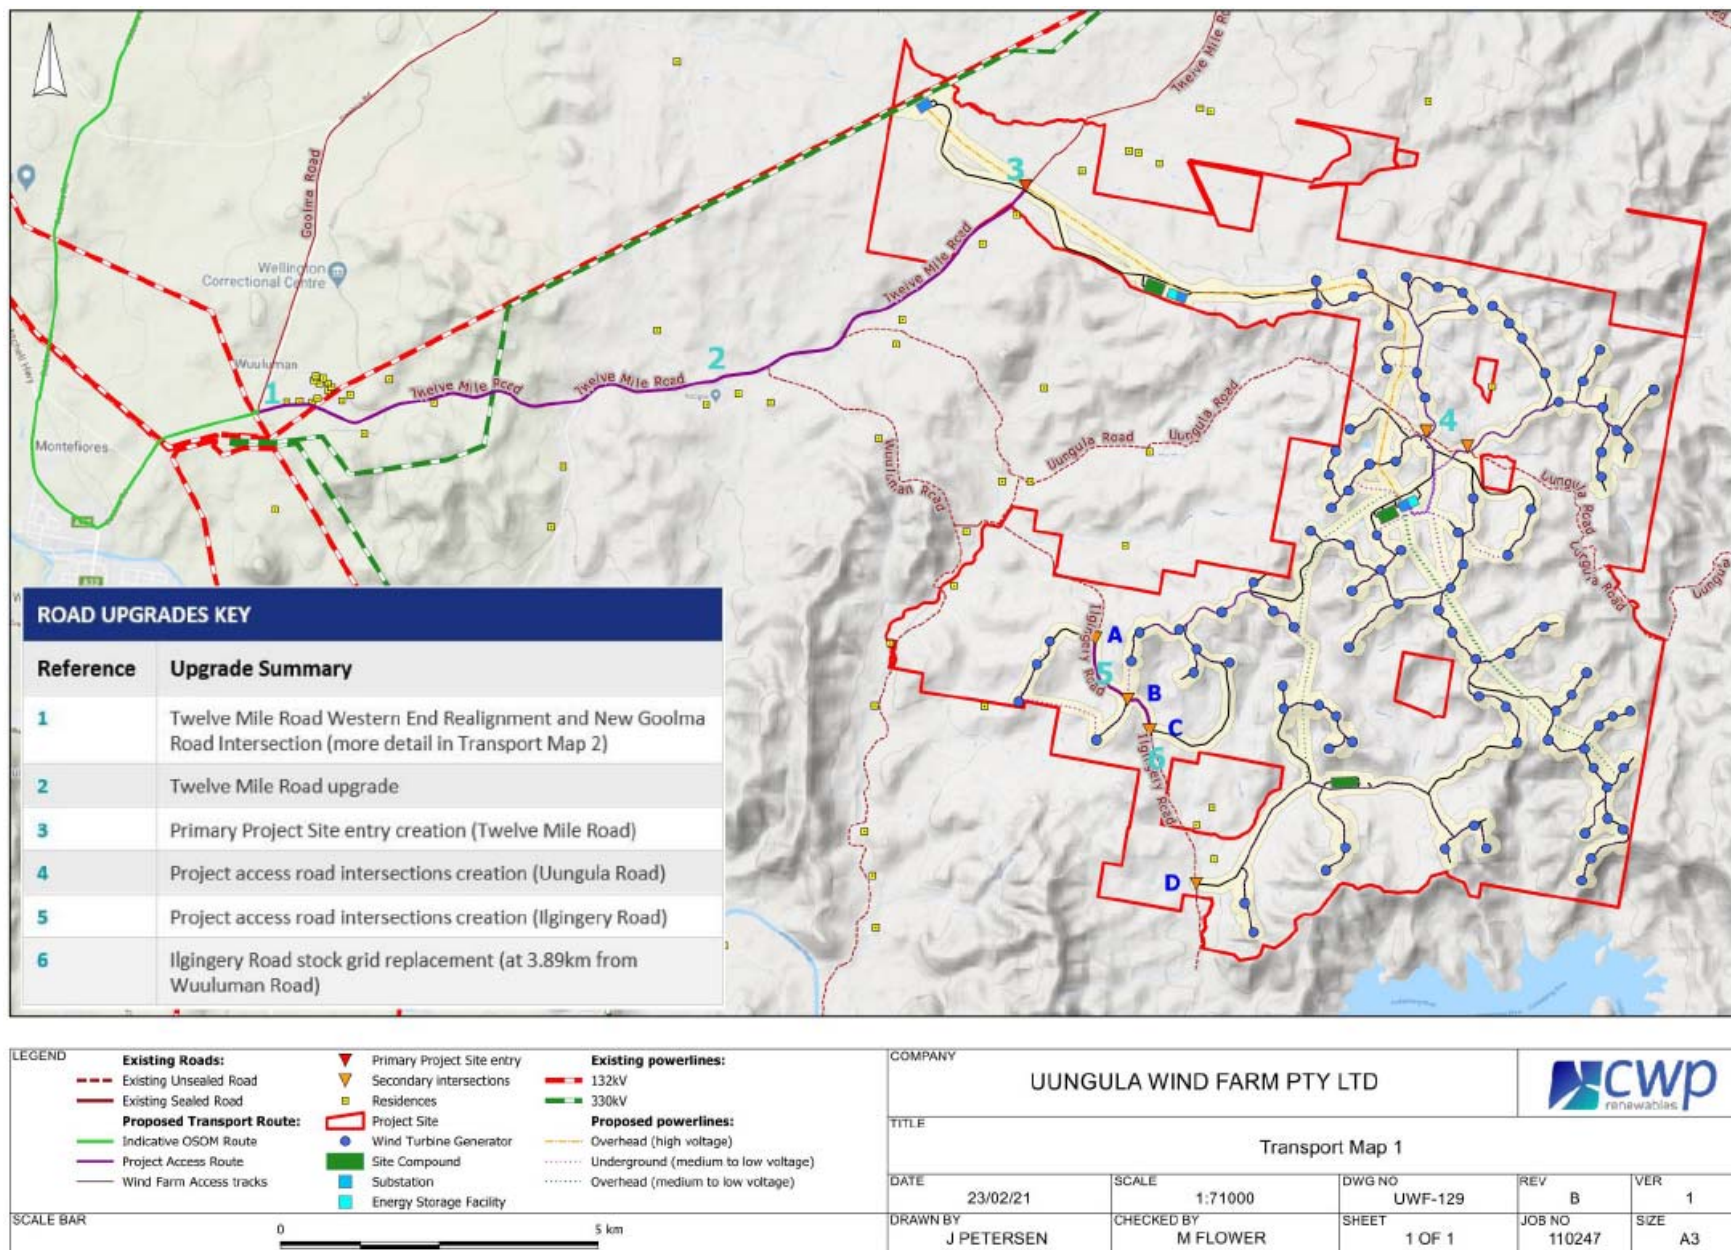 Twelve Mile Road
3
Goolma Road
Wellington
Correctional Centre
Twelve Mile Road
Mitchell Hwy
Wuuluman
2
1
Twelve Mile Road
Twelve Mile Road
4
Montefiores
Uungula Road
Uungula Road
Wuuluman Road
Uungula Road
Uungula Road
Uungula
A
Ilgingery Road
5
B
C
6
Ilgingery Road
D
ROAD UPGRADES KEY
Reference Upgrade Summary
1 Twelve Mile Road Western End Realignment and New Goolma
Road Intersection (more detail in Transport Map 2)
2 Twelve Mile Road upgrade
3 Primary Project Site entry creation (Twelve Mile Road)
4 Project access road intersections creation (Uungula Road)
5 Project access road intersections creation (Ilgingery Road)
6 Ilgingery Road stock grid replacement (at 3.89km from
Wuuluman Road)
LEGEND
Existing Roads:
Existing Unsealed Road
Existing Sealed Road
Proposed Transport Route:
Indicative OSOM Route
Project Access Route
Wind Farm Access tracks
Primary Project Site entry
Secondary intersections
Residences
Project Site
Wind Turbine Generator
Site Compound
Substation
Energy Storage Facility
Existing powerlines:
132kV
330kV
Proposed powerlines:
Overhead (high voltage)
Underground (medium to low voltage)
Overhead (medium to low voltage)
SCALE BAR
0 5 km
COMPANY
UUNGULA WIND FARM PTY LTD
cwp
renewables
TITLE
Transport Map 1
DATE
23/02/21
SCALE
1:71000
DWG NO
UWF-129
REV
B
VER
1
DRAWN BY
J PETERSEN
CHECKED BY
M FLOWER
SHEET
1 OF 1
JOB NO
110247
SIZE
A3